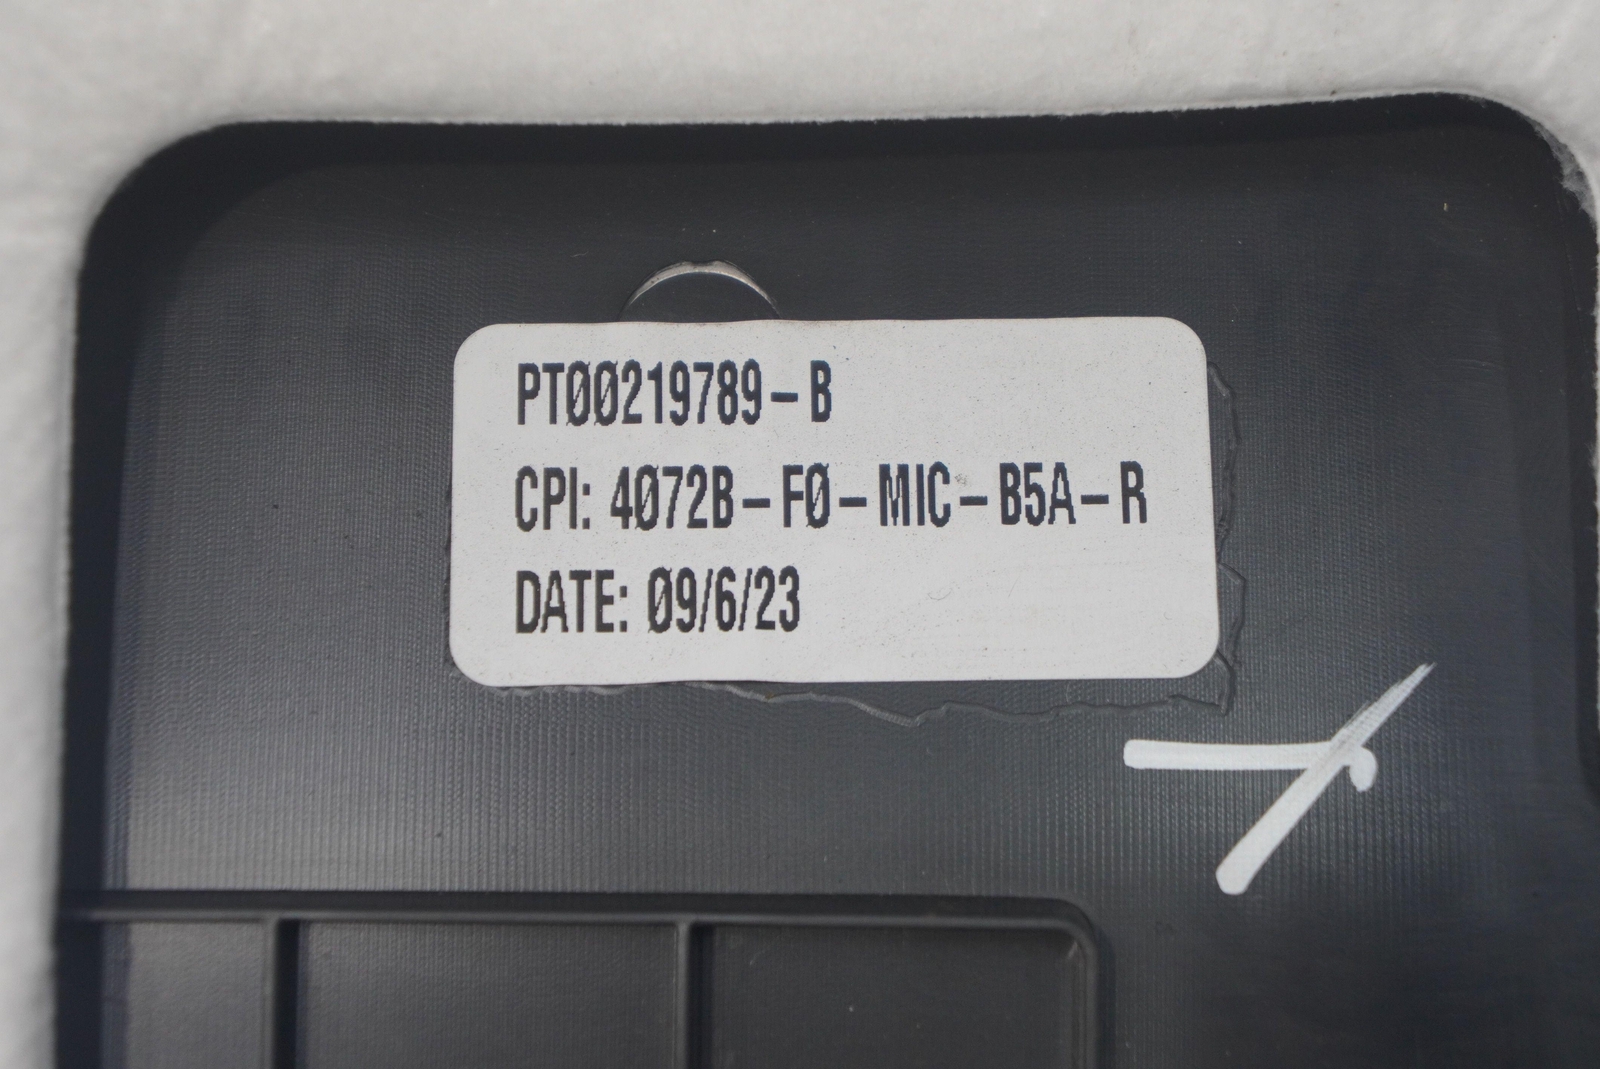 PT00219789-B
CPI: 4072B-F0-MIC-B5A-R
DATE: 09/6/23